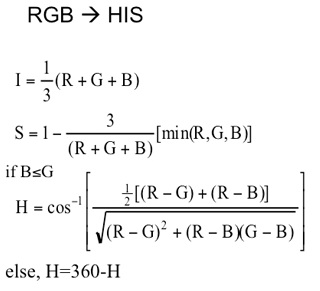 RGB → HIS
I = 1/3 (R + G + B)
S = 1 − 3/(R + G + B) [min(R,G,B)]
if B≤G
H = cos⁻¹ [ ½[(R − G) + (R − B)] / √((R − G)² + (R − B)(G − B)) ]
else, H=360-H